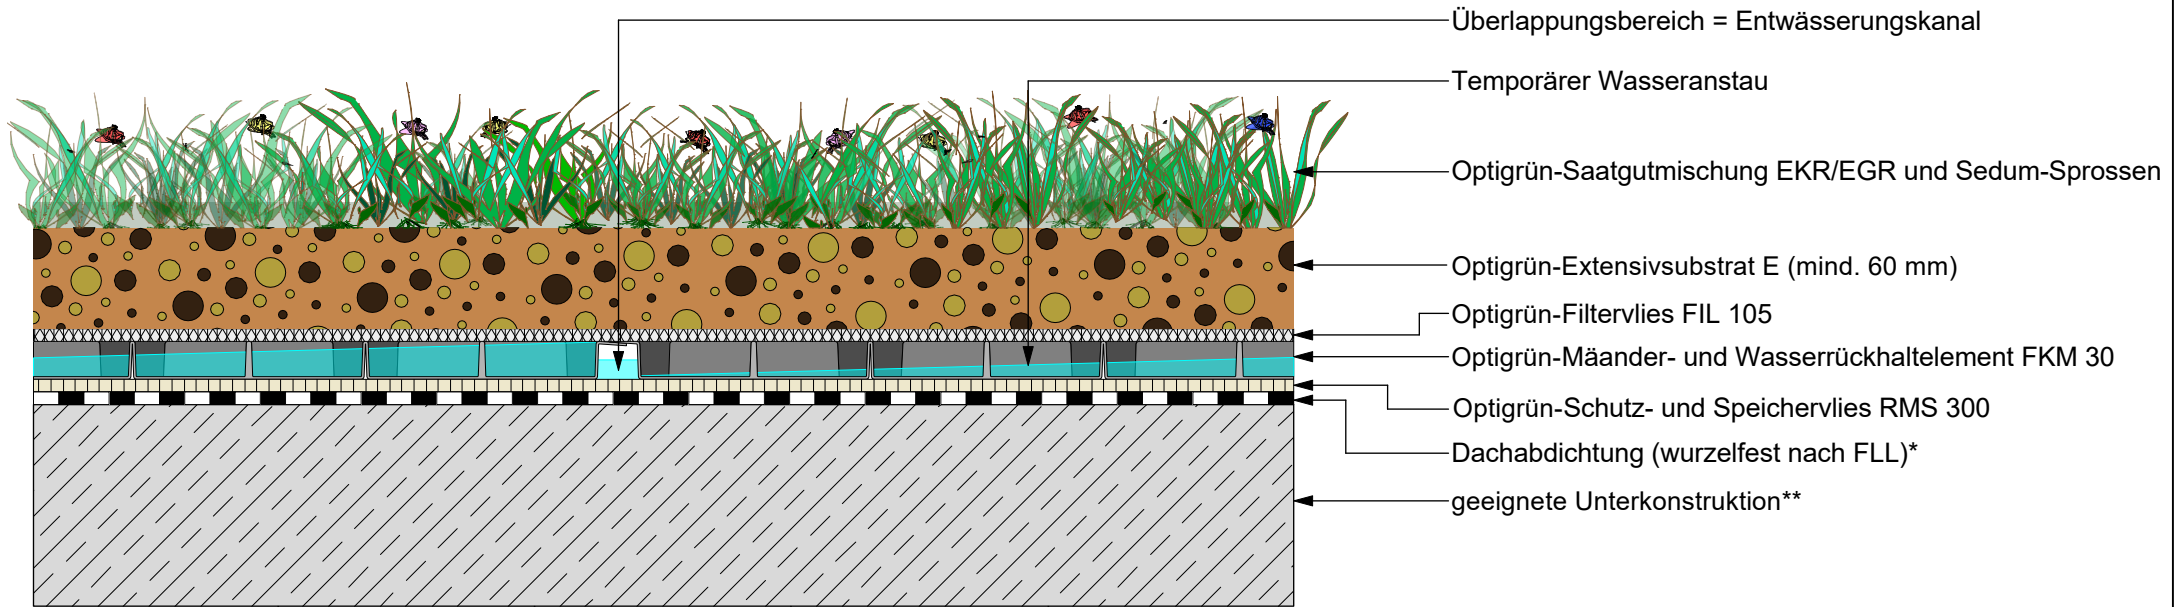 Überlappungsbereich = Entwässerungskanal
Temporärer Wasseranstau
Optigrün-Saatgutmischung EKR/EGR und Sedum-Sprossen
Optigrün-Extensivsubstrat E (mind. 60 mm)
Optigrün-Filtervlies FIL 105
Optigrün-Mäander- und Wasserrückhaltelement FKM 30
Optigrün-Schutz- und Speichervlies RMS 300
Dachabdichtung (wurzelfest nach FLL)*
geeignete Unterkonstruktion**